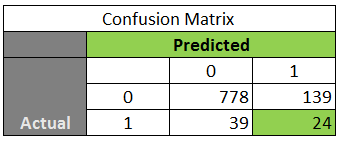 Confusion Matrix
Predicted
0 1
0 778 139
Actual 1 39 24